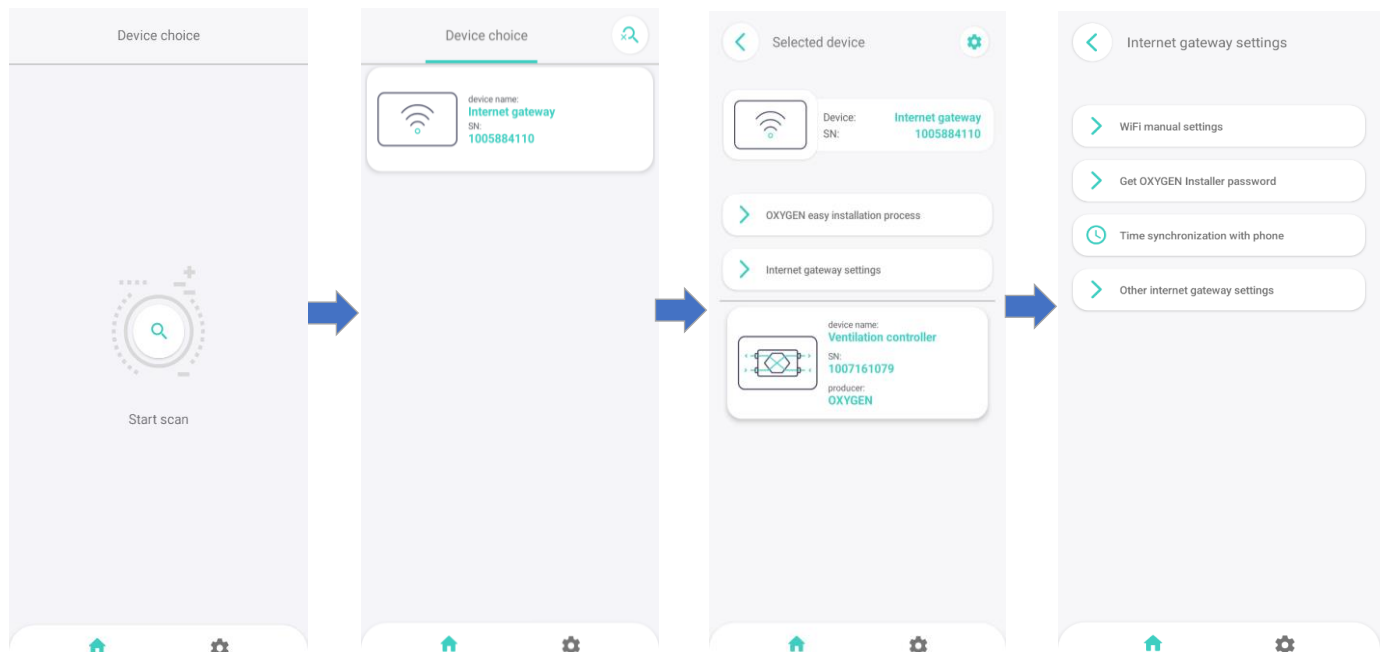 Device choice
Start scan
Device choice
device name:
Internet gateway
SN:
1005884110
Selected device
Device: Internet gateway
SN: 1005884110
OXYGEN easy installation process
Internet gateway settings
device name:
Ventilation controller
SN:
1007161079
producer:
OXYGEN
Internet gateway settings
WiFi manual settings
Get OXYGEN Installer password
Time synchronization with phone
Other internet gateway settings